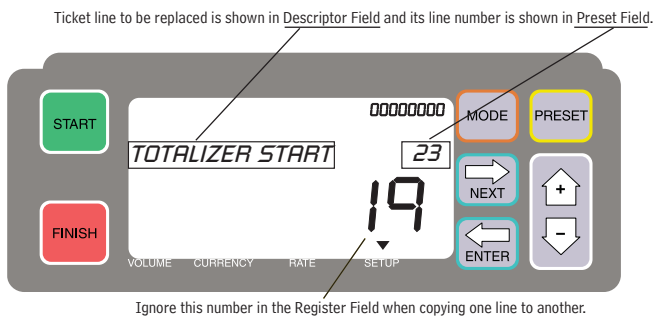 Ticket line to be replaced is shown in Descriptor Field and its line number is shown in Preset Field.
START
00000000
MODE
PRESET
TOTALIZER START
23
NEXT
+
19
FINISH
ENTER
–
VOLUME CURRENCY RATE SETUP
Ignore this number in the Register Field when copying one line to another.